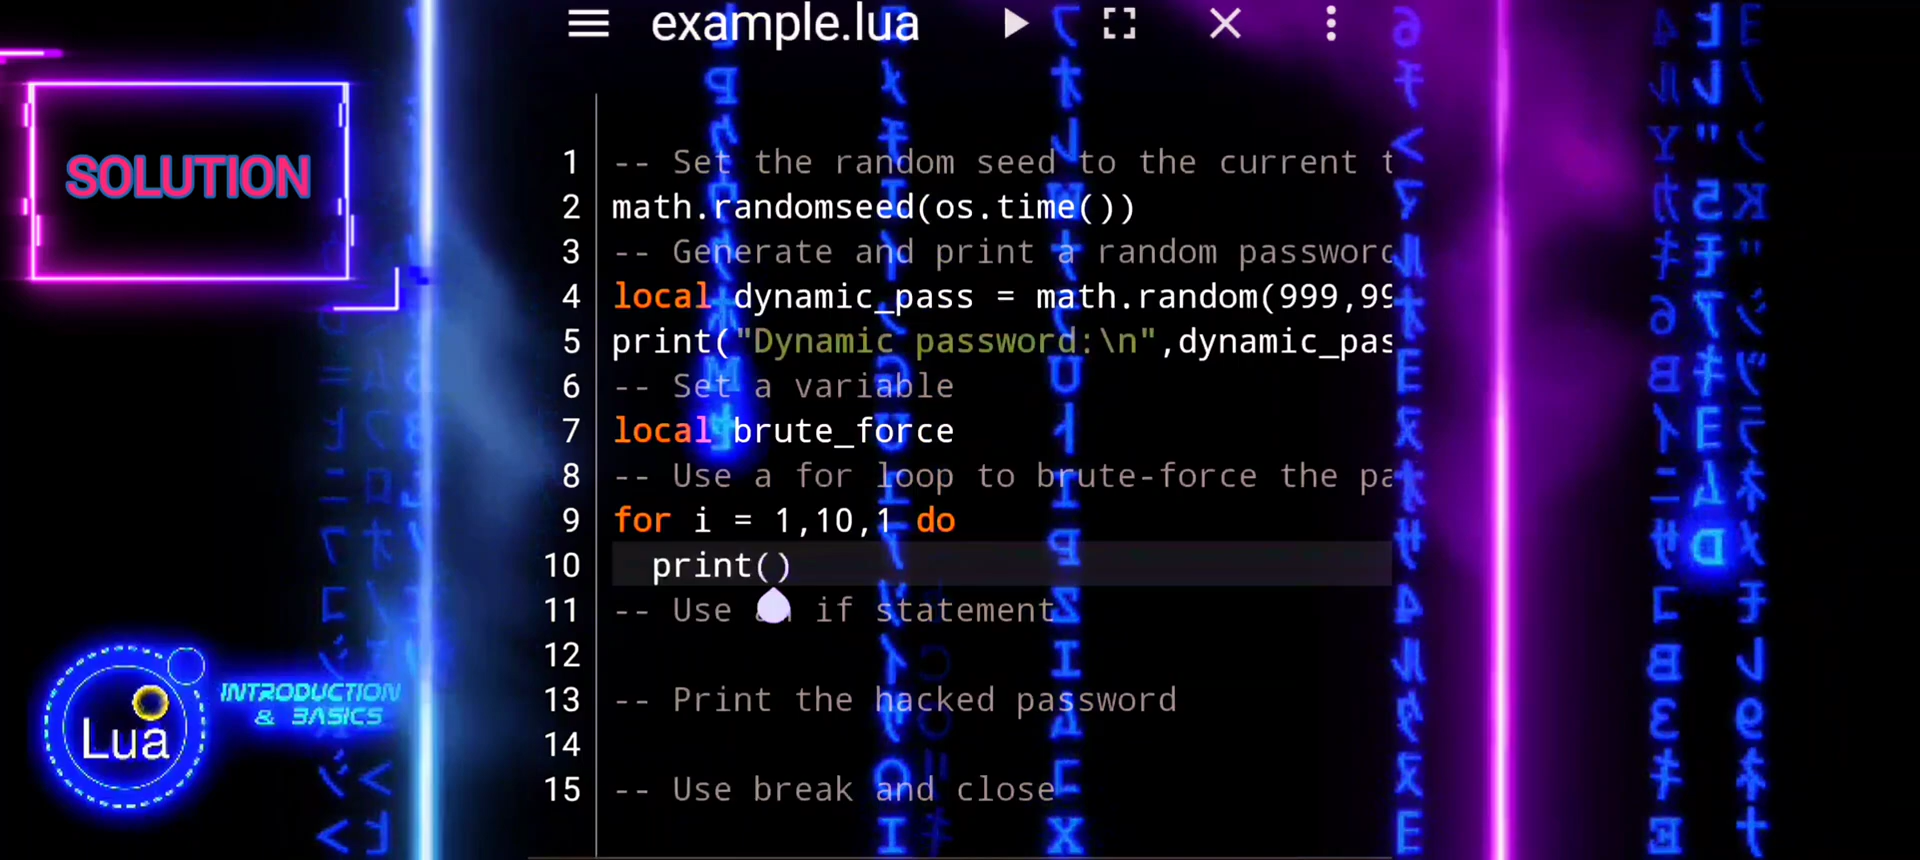 example.lua
SOLUTION
1 -- Set the random seed to the current
2 math.randomseed(os.time())
3 -- Generate and print a random password
4 local dynamic_pass = math.random(999,99
5 print("Dynamic password:\n",dynamic_pas
6 -- Set a variable
7 local brute_force
8 -- Use a for loop to brute-force the pa
9 for i = 1,10,1 do
10 print()
11 -- Use an if statement
12
13 -- Print the hacked password
14
15 -- Use break and close
Lua
INTRODUCTION
& BASICS